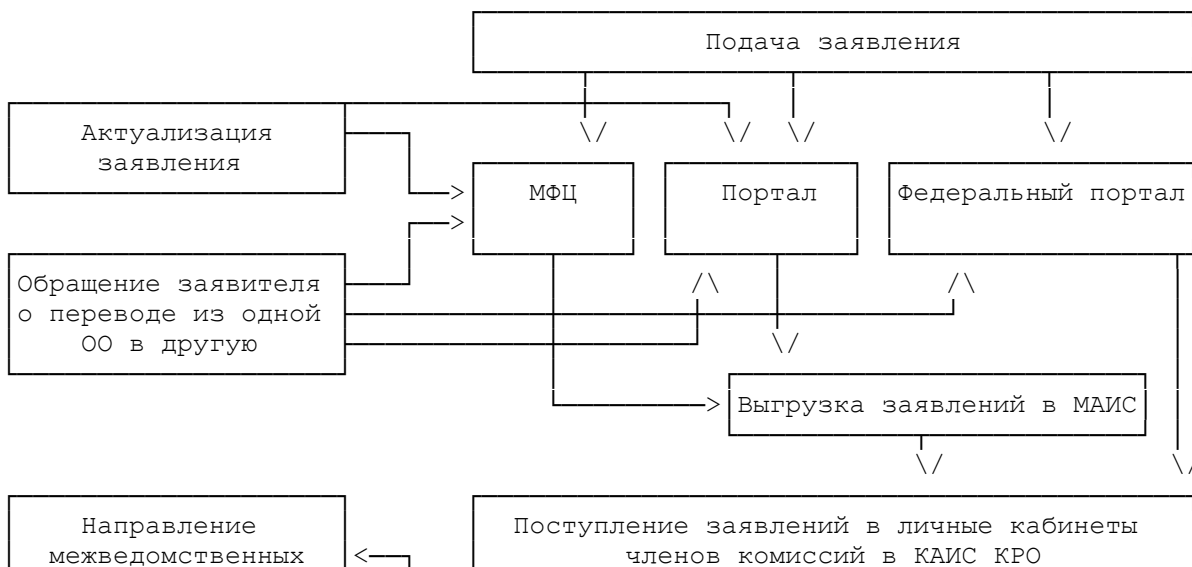 Подача заявления
Актуализация
заявления
МФЦ
Портал
Федеральный портал
Обращение заявителя
о переводе из одной
ОО в другую
Выгрузка заявлений в МАИС
Направление
межведомственных
Поступление заявлений в личные кабинеты
членов комиссий в КАИС КРО